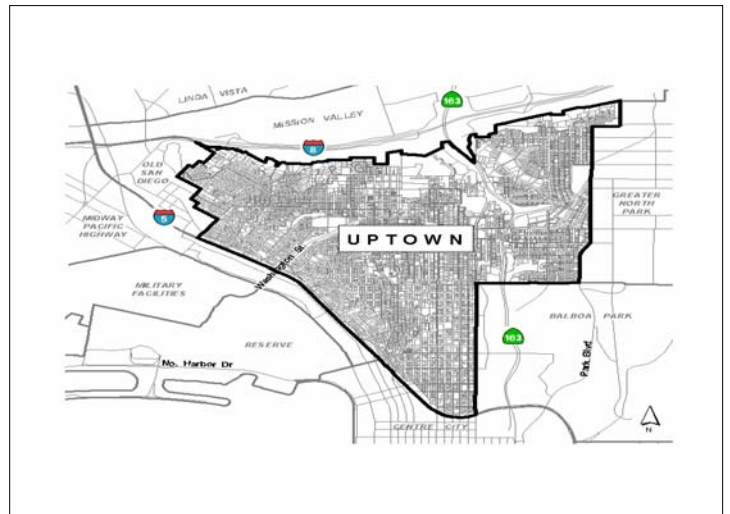 LINDA VISTA
163
MISSION VALLEY
8
OLD
SAN
DIEGO
GREATER
NORTH
PARK
5
MIDWAY
PACIFIC
HIGHWAY
UPTOWN
Washington St
MILITARY
FACILITIES
BALBOA PARK
163
RESERVE
No. Harbor Dr
Park Blvd
CENTRE CITY
N